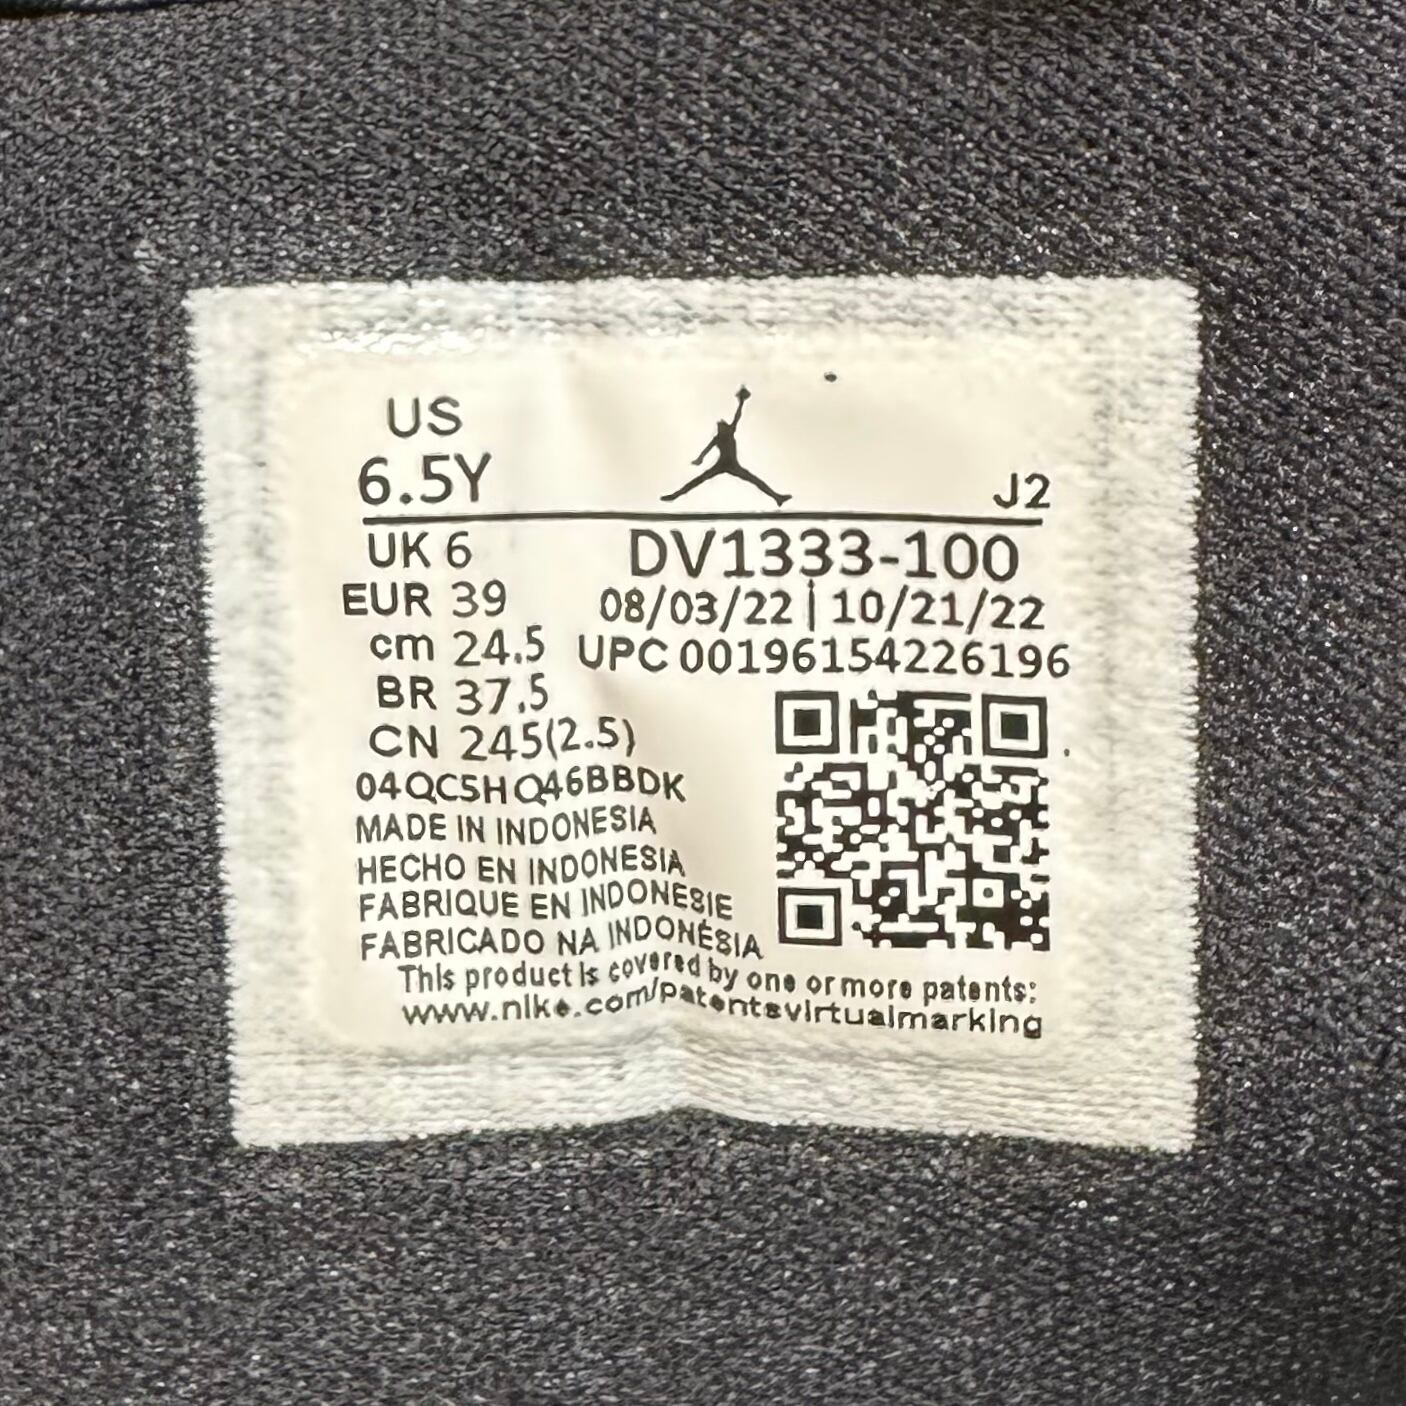 US
6.5Y
J2
UK 6
DV1333-100
EUR 39
08/03/22 | 10/21/22
cm 24.5
UPC 00196154226196
BR 37.5
CN 245(2.5)
04QC5HQ46BBDK
MADE IN INDONESIA
HECHO EN INDONESIA
FABRIQUE EN INDONESIE
FABRICADO NA INDONÉSIA
This product is covered by one or more patents:
www.nike.com/patentsvirtualmarking